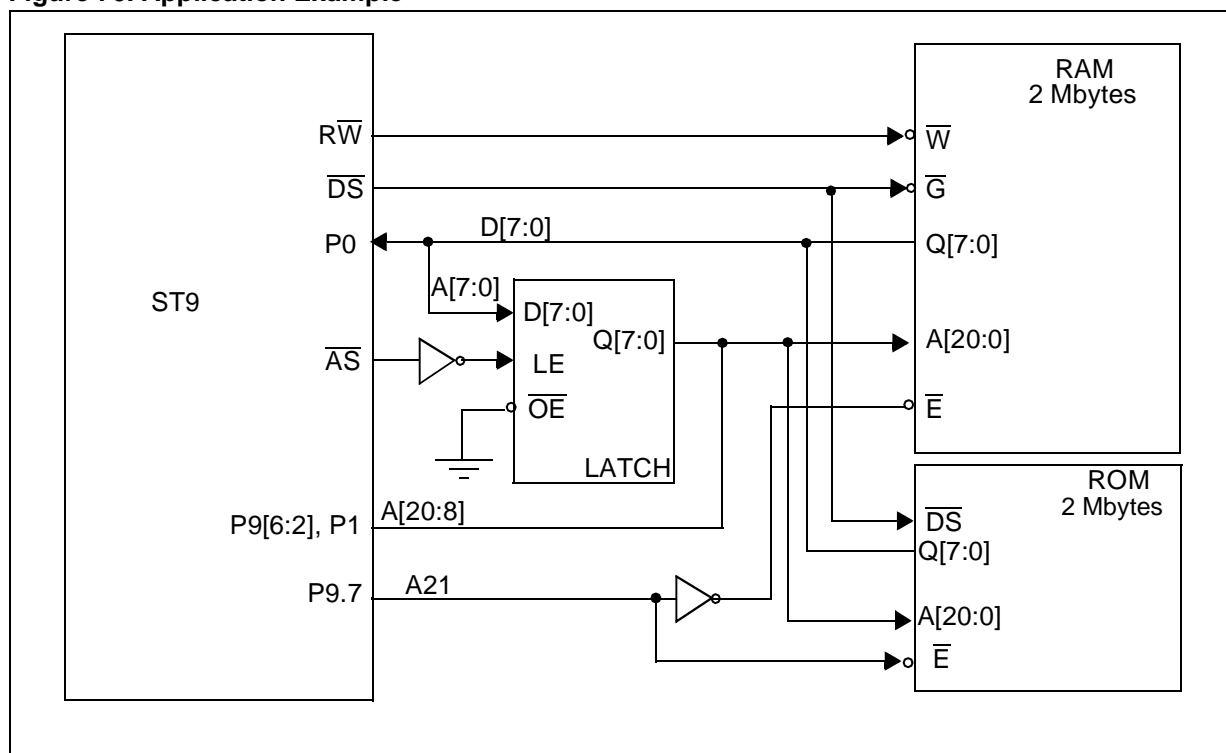 Figure Application Example
ST9
RW
DS
P0
AS
P9[6:2], P1
P9.7
D[7:0]
A[7:0]
D[7:0]
Q[7:0]
LE
OE
LATCH
A[20:8]
A21
RAM
2 Mbytes
W
G
Q[7:0]
A[20:0]
E
ROM
2 Mbytes
DS
Q[7:0]
A[20:0]
E